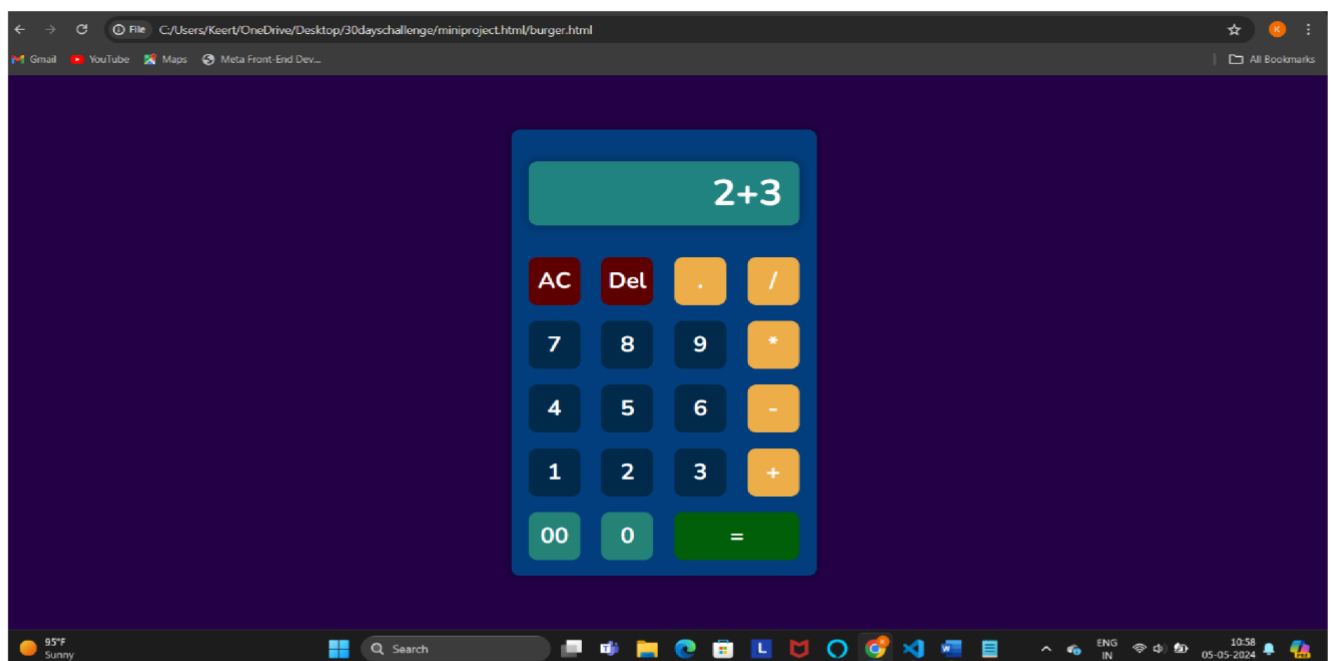 File C:/Users/Keert/OneDrive/Desktop/30dayschallenge/miniproject.html/burger.html K
Gmail YouTube Maps Meta Front-End Dev... All Bookmarks
2+3
AC Del . /
7 8 9 *
4 5 6 -
1 2 3 +
00 0 =
95°F
Sunny
Search
L
ENG
IN
10:58
05-05-2024